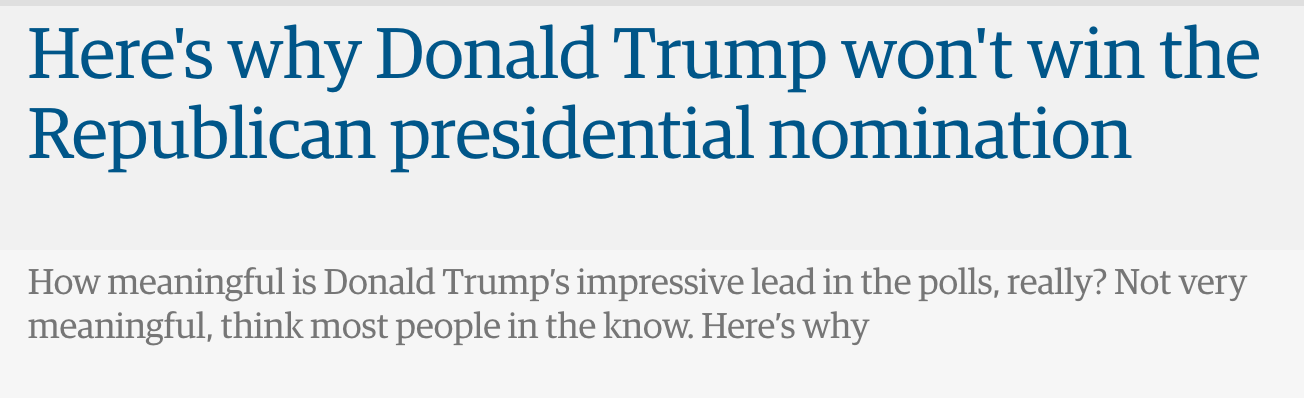 Here's why Donald Trump won't win the
Republican presidential nomination
How meaningful is Donald Trump’s impressive lead in the polls, really? Not very
meaningful, think most people in the know. Here’s why